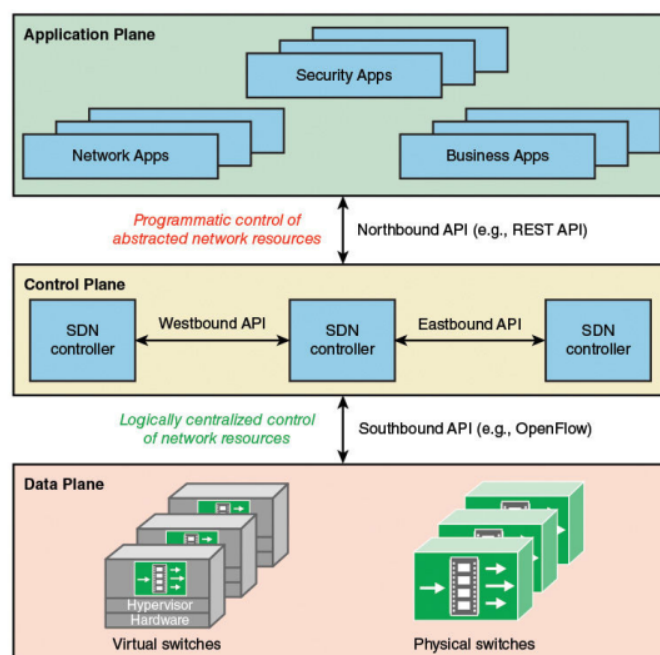 Application Plane
Security Apps
Network Apps
Business Apps
Programmatic control of
abstracted network resources
Northbound API (e.g., REST API)
Control Plane
SDN
controller
Westbound API
SDN
controller
Eastbound API
SDN
controller
Logically centralized control
of network resources
Southbound API (e.g., OpenFlow)
Data Plane
Hypervisor
Hardware
Virtual switches
Physical switches